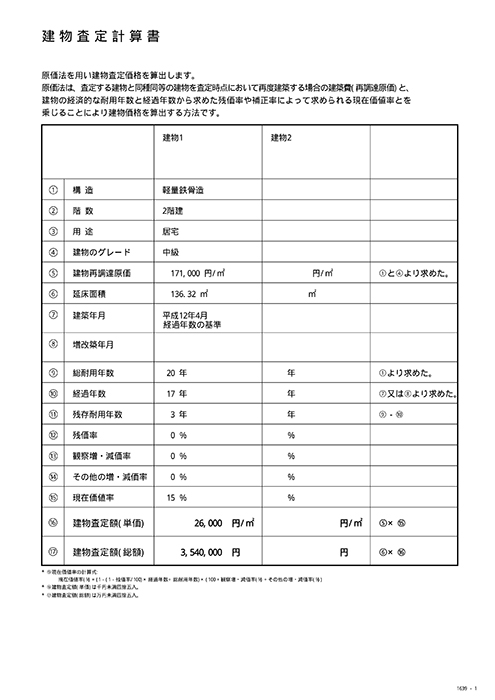 建物査定計算書
原価法を用い建物査定価格を算出します。
原価法は、査定する建物と同種同等の建物を査定時点において再度建築する場合の建築費(再調達原価)と、
建物の経済的な耐用年数と経過年数から求めた残価率や補正率によって求められる現在価値率とを
乗じることにより建物価格を算出する方法です。
建物1 建物2
① 構 造 軽量鉄骨造
② 階 数 2階建
③ 用 途 居宅
④ 建物のグレード 中級
⑤ 建物再調達原価 171,000 円/㎡ 円/㎡ ①と④より求めた。
⑥ 延床面積 136.32 ㎡ ㎡
⑦ 建築年月 平成12年4月
経過年数の基準
⑧ 増改築年月
⑨ 総耐用年数 20 年 年 ①より求めた。
⑩ 経過年数 17 年 年 ⑦又は⑧より求めた。
⑪ 残存耐用年数 3 年 年 ⑨ - ⑩
⑫ 残価率 0 % %
⑬ 観察増・減価率 0 % %
⑭ その他の増・減価率 0 % %
⑮ 現在価値率 15 % %
⑯ 建物査定額(単価) 26,000 円/㎡ 円/㎡ ⑤× ⑮
⑰ 建物査定額(総額) 3,540,000 円 円 ⑥× ⑯
* ※現在価値率の計算式:
現在価値率(%) = (1 - (1 - 残価率/100) × 経過年数÷ 総耐用年数) × (100+ 観察増・減価率(%) + その他の増・減価率(%))
* ※建物査定額(単価)は千円未満四捨五入。
* ○建物査定額(総額)は万円未満四捨五入。
1639 - 1